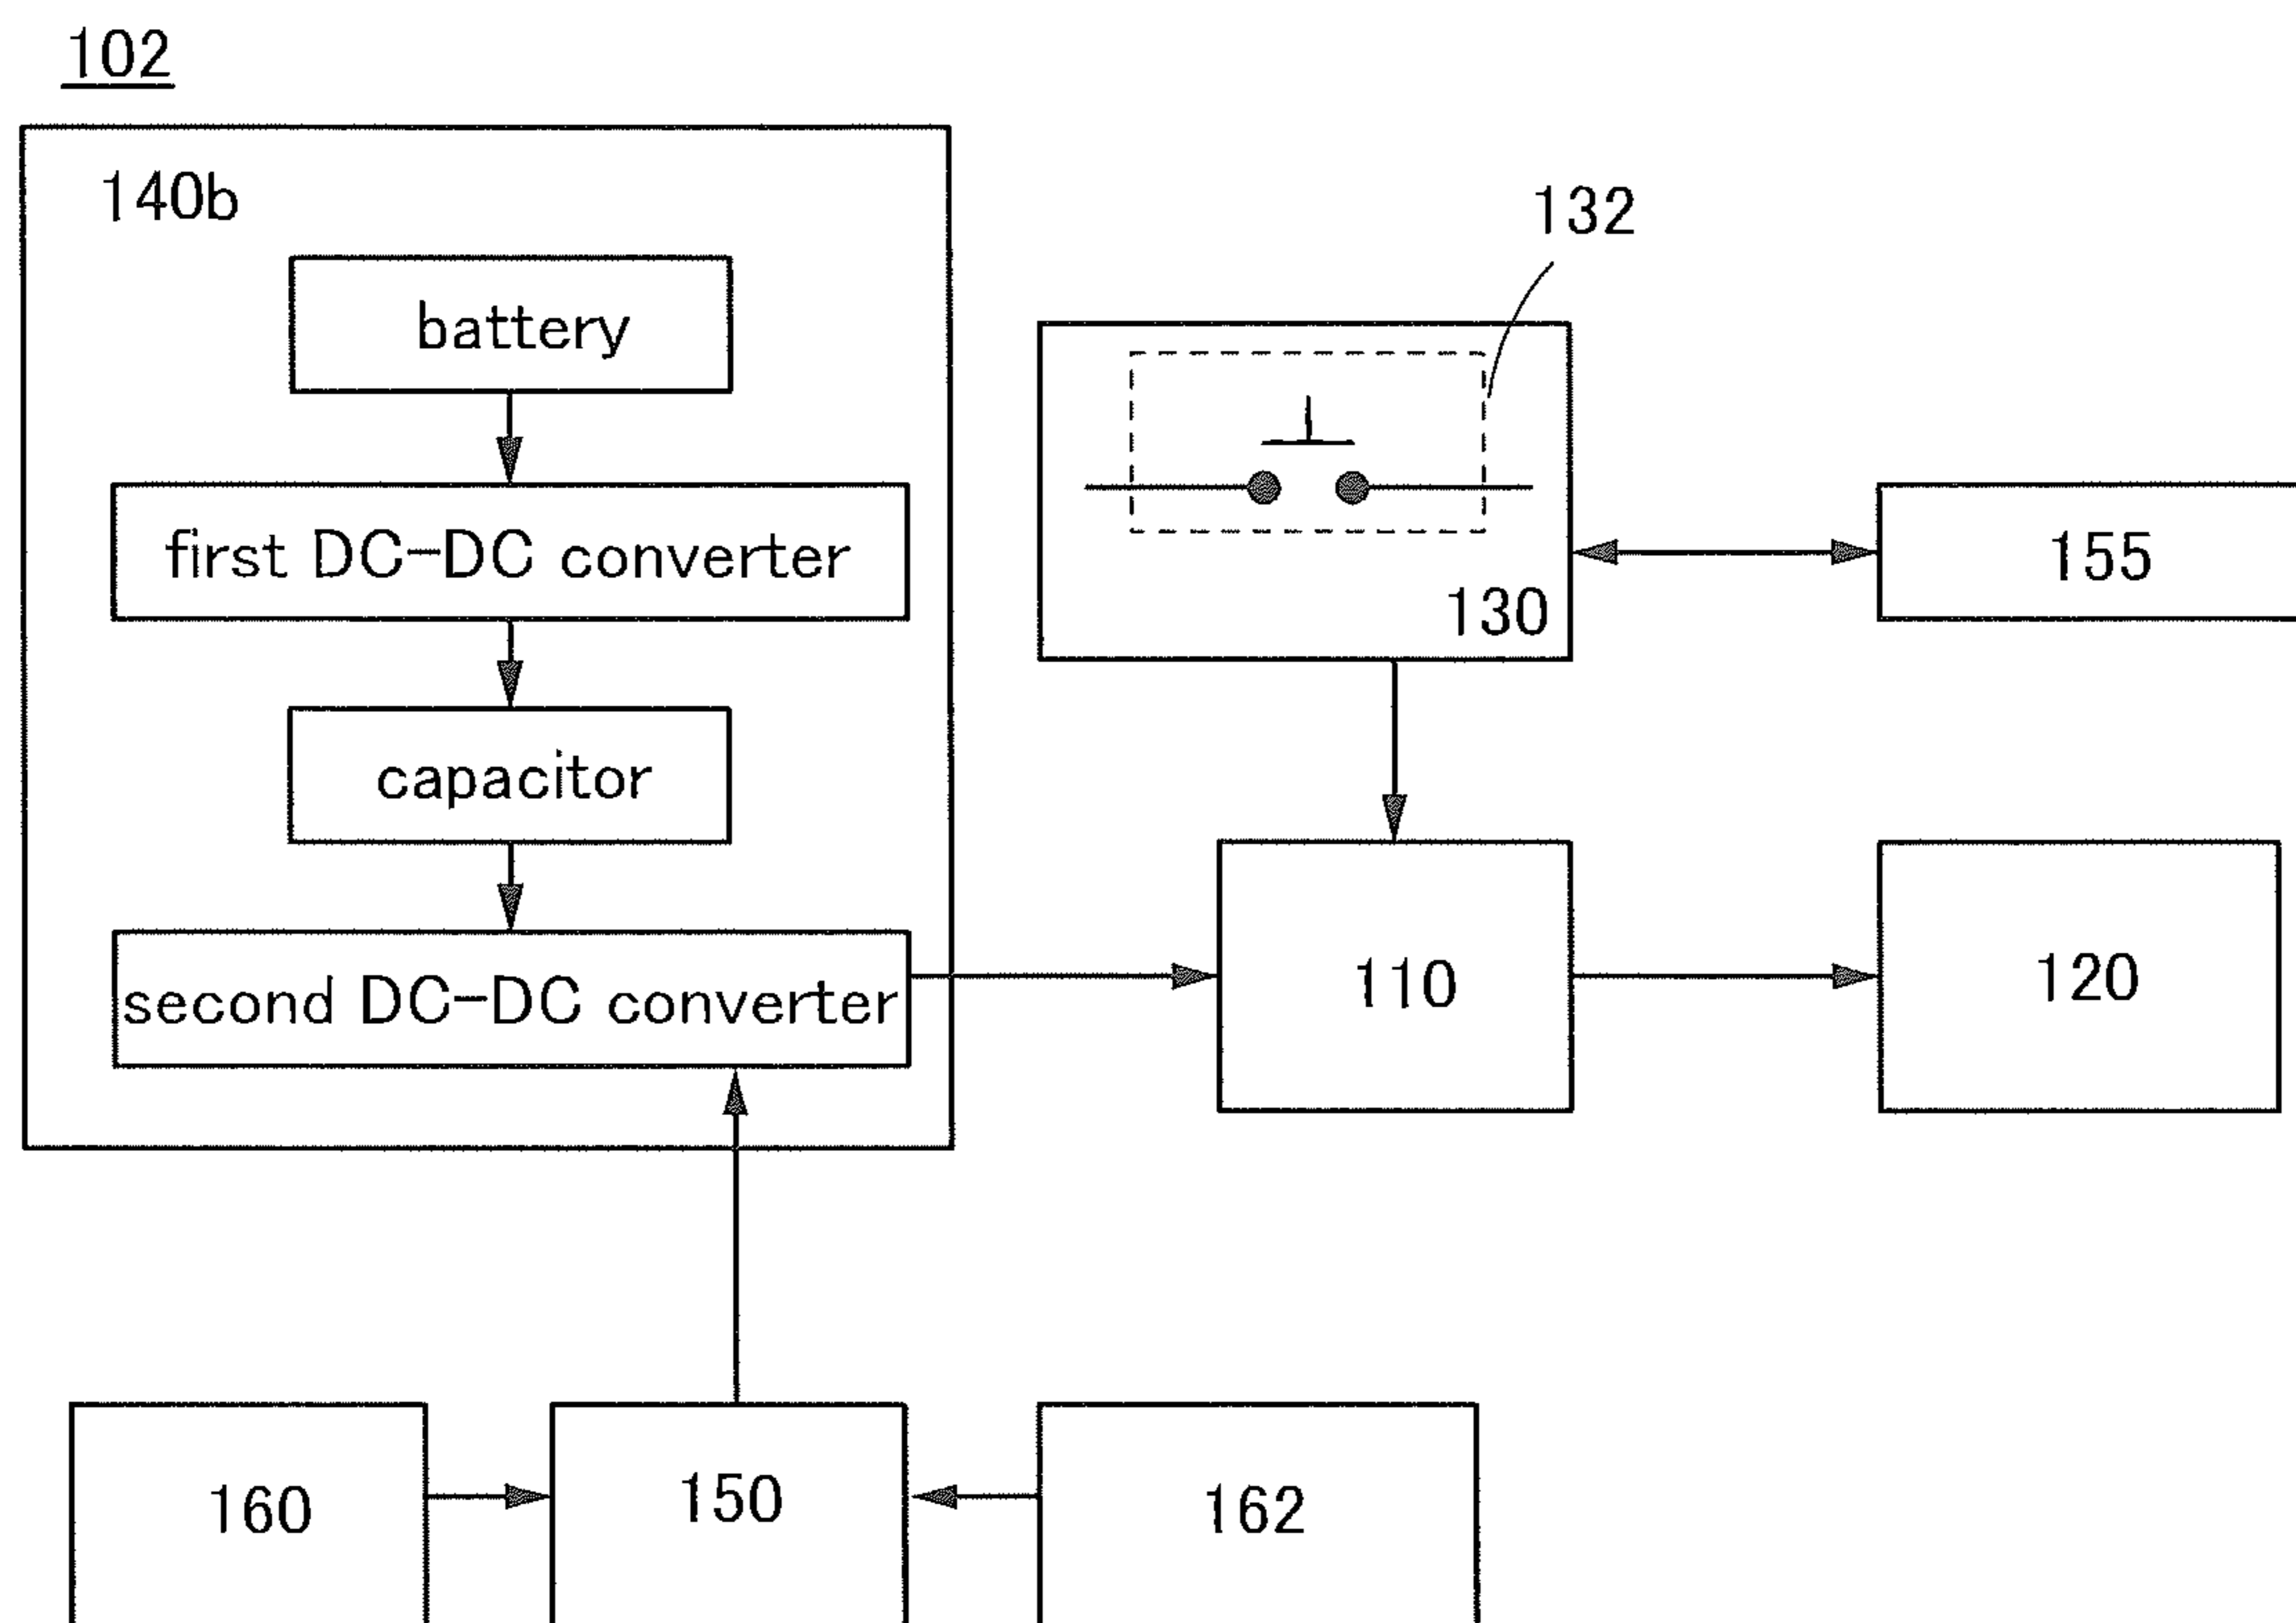 102
140b
battery
first DC-DC converter
capacitor
second DC-DC converter
132
130
155
110
120
160
150
162